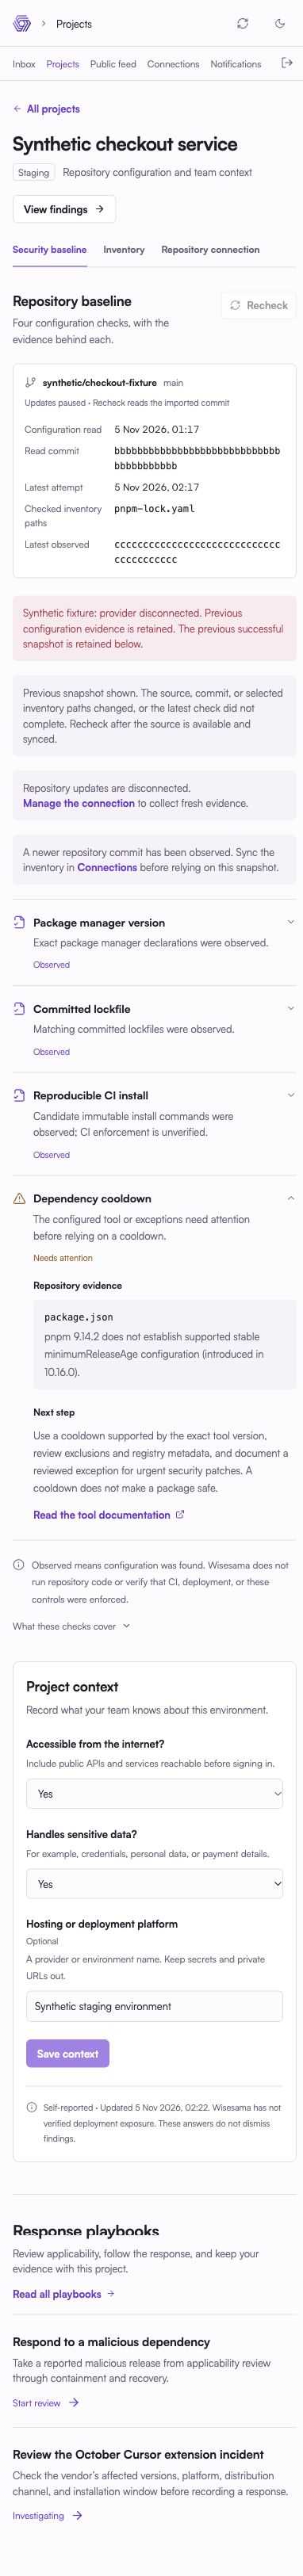 Projects
Inbox Projects Public feed Connections Notifications
All projects
Synthetic checkout service
Staging Repository configuration and team context
View findings
Security baseline Inventory Repository connection
Repository baseline
Recheck
Four configuration checks, with the
evidence behind each.
synthetic/checkout-fixture main
Updates paused · Recheck reads the imported commit
Configuration read 5 Nov 2026, 01:17
Read commit bbbbbbbbbbbbbbbbbbbbbbbbbbbbb
bbbbbbbbbbb
Latest attempt 5 Nov 2026, 02:17
Checked inventory pnpm-lock.yaml
paths
Latest observed ccccccccccccccccccccccccccccc
ccccccccccc
Synthetic fixture: provider disconnected. Previous
configuration evidence is retained. The previous successful
snapshot is retained below.
Previous snapshot shown. The source, commit, or selected
inventory paths changed, or the latest check did not
complete. Recheck after the source is available and
synced.
Repository updates are disconnected.
Manage the connection to collect fresh evidence.
A newer repository commit has been observed. Sync the
inventory in Connections before relying on this snapshot.
Package manager version
Exact package manager declarations were observed.
Observed
Committed lockfile
Matching committed lockfiles were observed.
Observed
Reproducible CI install
Candidate immutable install commands were
observed; CI enforcement is unverified.
Observed
Dependency cooldown
The configured tool or exceptions need attention
before relying on a cooldown.
Needs attention
Repository evidence
package.json
pnpm 9.14.2 does not establish supported stable
minimumReleaseAge configuration (introduced in
10.16.0).
Next step
Use a cooldown supported by the exact tool version,
review exclusions and registry metadata, and document a
reviewed exception for urgent security patches. A
cooldown does not make a package safe.
Read the tool documentation
Observed means configuration was found. Wisesama does not
run repository code or verify that CI, deployment, or these
controls were enforced.
What these checks cover
Project context
Record what your team knows about this environment.
Accessible from the internet?
Include public APIs and services reachable before signing in.
Yes
Handles sensitive data?
For example, credentials, personal data, or payment details.
Yes
Hosting or deployment platform
Optional
A provider or environment name. Keep secrets and private
URLs out.
Synthetic staging environment
Save context
Self-reported · Updated 5 Nov 2026, 02:22. Wisesama has not
verified deployment exposure. These answers do not dismiss
findings.
Response playbooks
Review applicability, follow the response, and keep your
evidence with this project.
Read all playbooks
Respond to a malicious dependency
Take a reported malicious release from applicability review
through containment and recovery.
Start review
Review the October Cursor extension incident
Check the vendor's affected versions, platform, distribution
channel, and installation window before recording a response.
Investigating